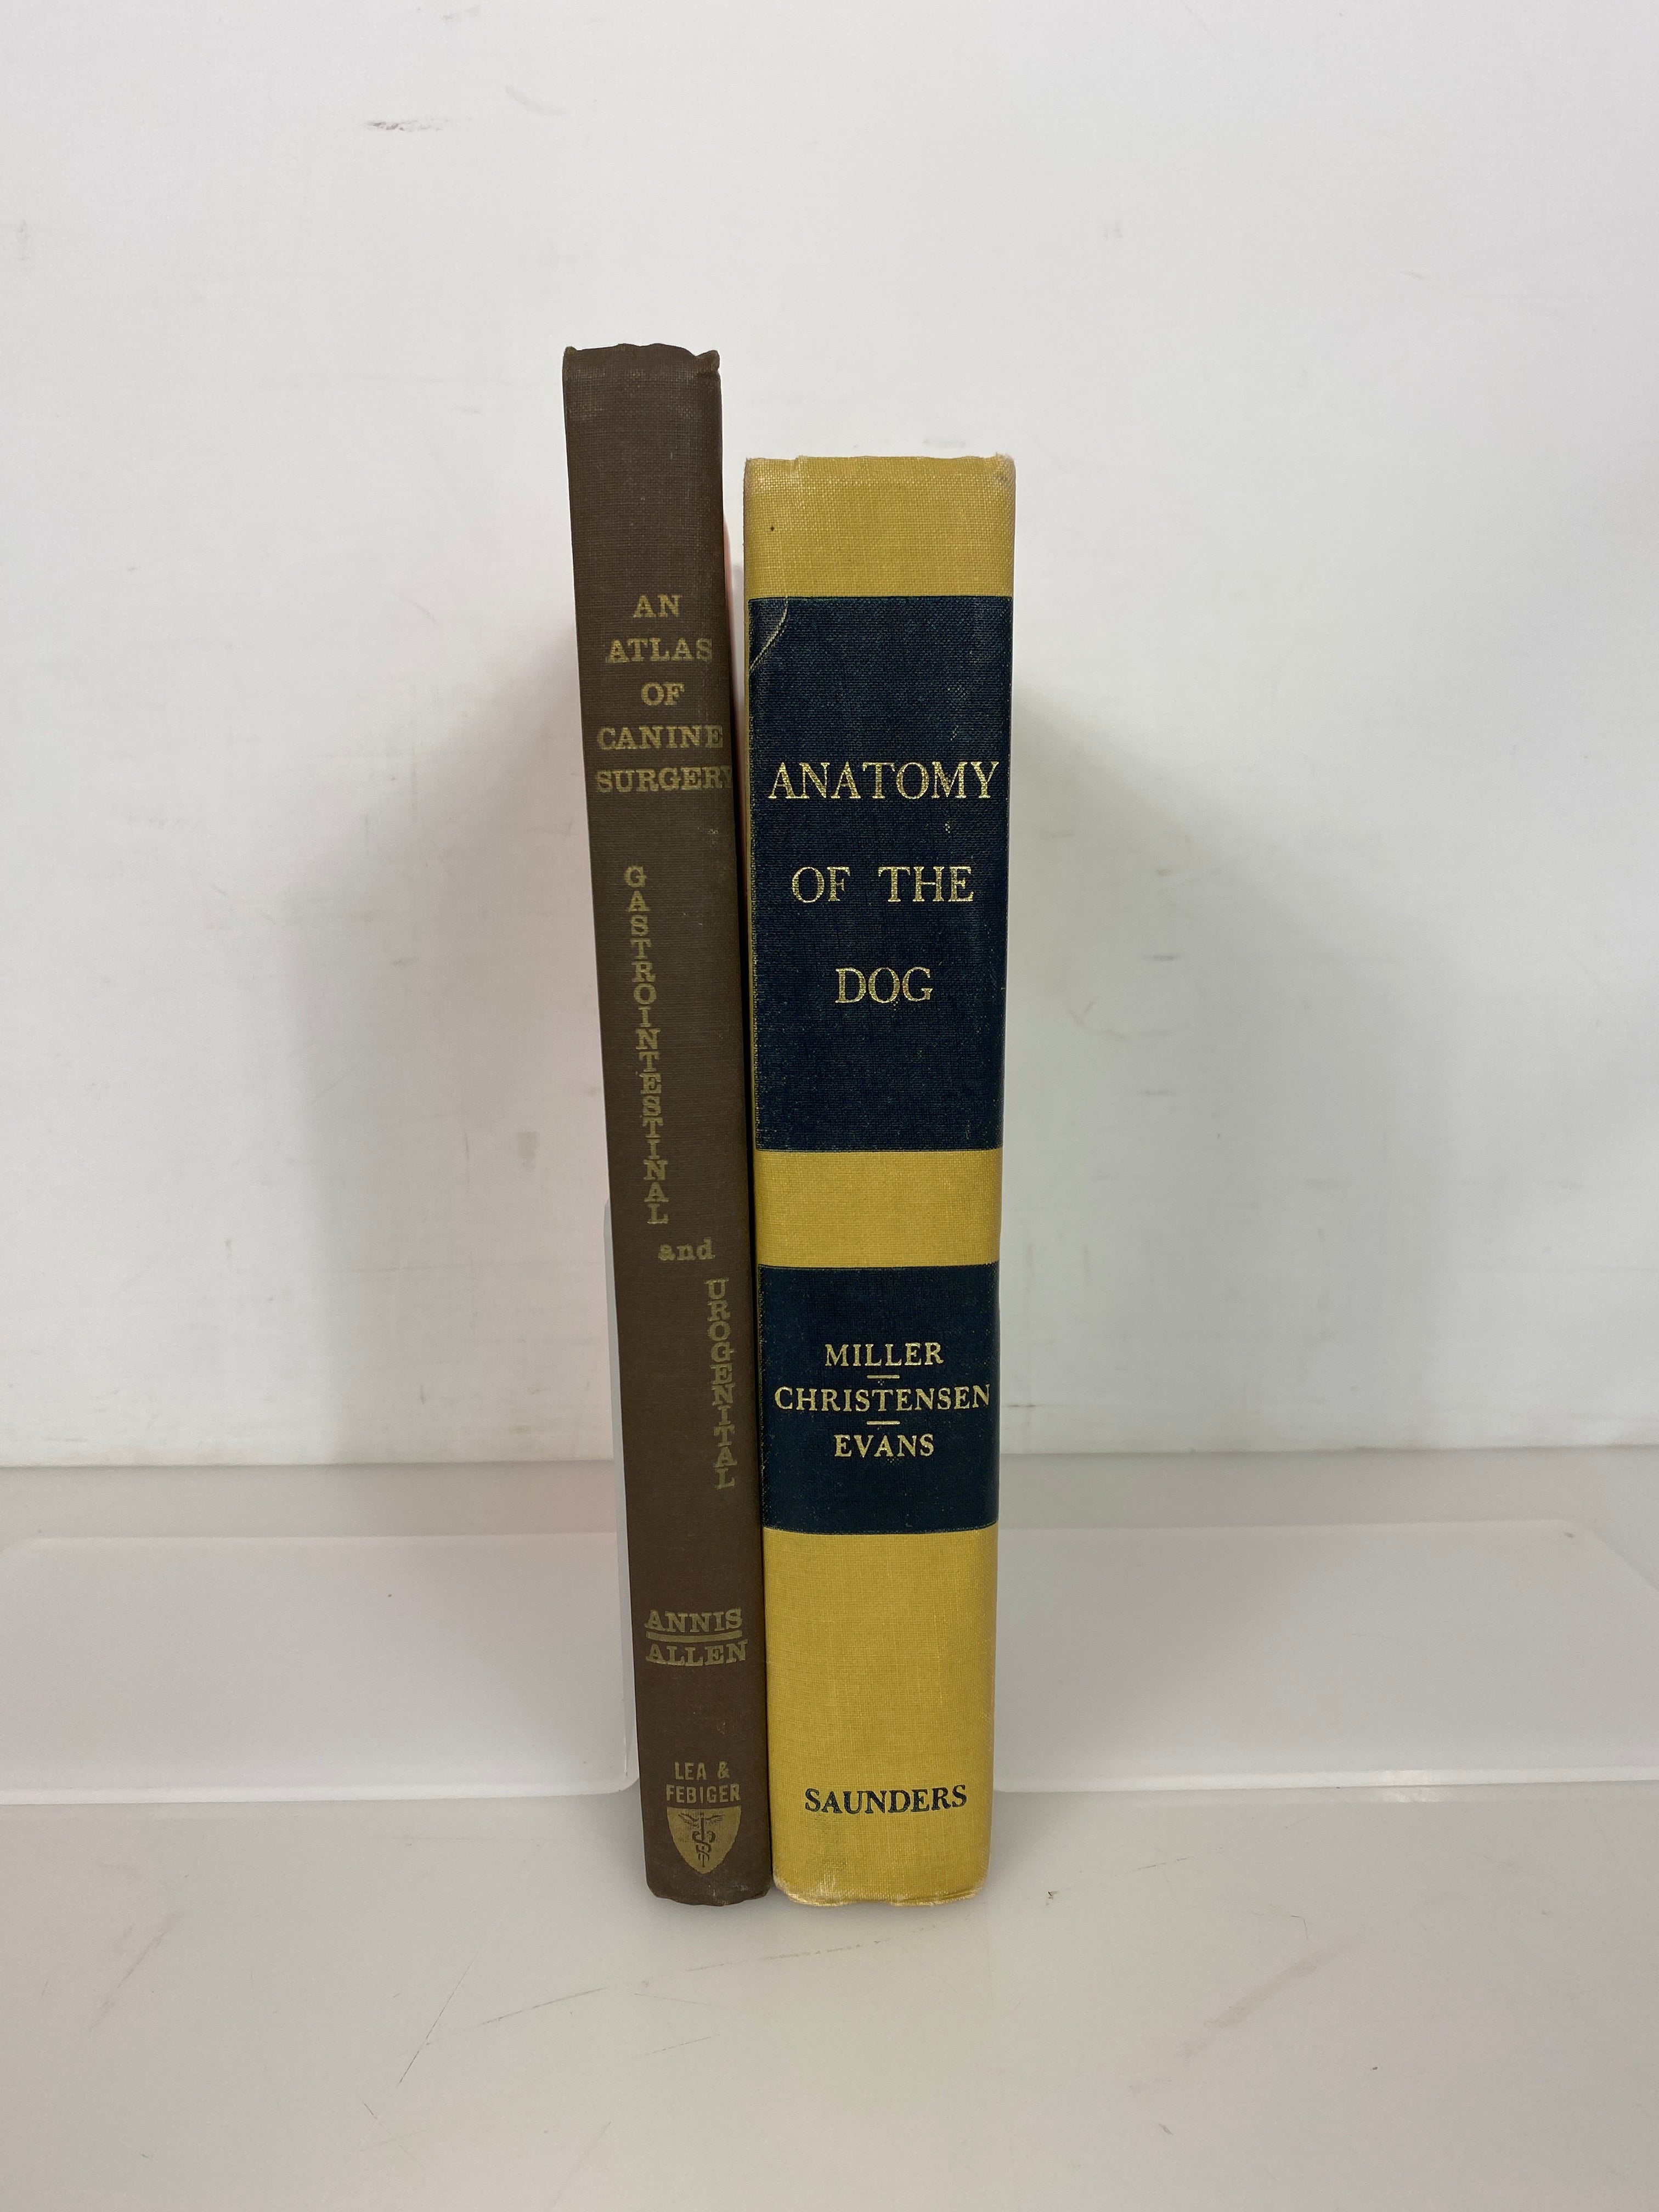 AN
ATLAS
OF
CANINE
SURGERY
GASTROINTESTINAL
and
UROGENITAL
ANNIS
ALLEN
LEA &
FEBIGER
ANATOMY
OF THE
DOG
MILLER
CHRISTENSEN
EVANS
SAUNDERS